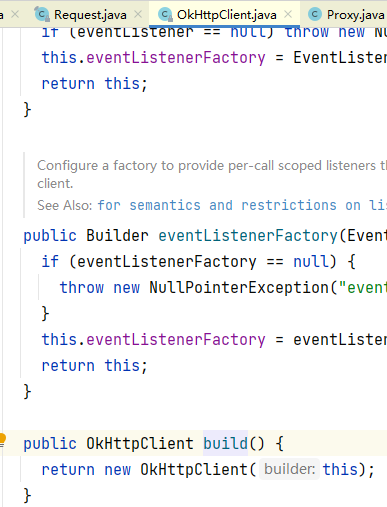 a Request.java OkHttpClient.java Proxy.java
if (eventListener == null) throw new Nu
this.eventListenerFactory = EventListen
return this;
}
Configure a factory to provide per-call scoped listeners th
client.
See Also: for semantics and restrictions on lis
public Builder eventListenerFactory(Event
if (eventListenerFactory == null) {
throw new NullPointerException("event
}
this.eventListenerFactory = eventListen
return this;
}
public OkHttpClient build() {
return new OkHttpClient( builder: this);
}